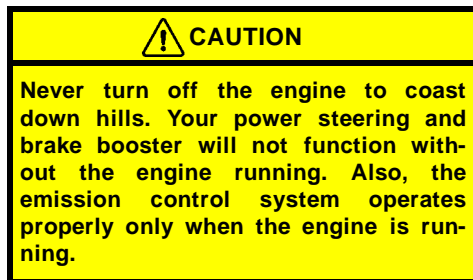 CAUTION
Never turn off the engine to coast
down hills. Your power steering and
brake booster will not function with-
out the engine running. Also, the
emission control system operates
properly only when the engine is run-
ning.